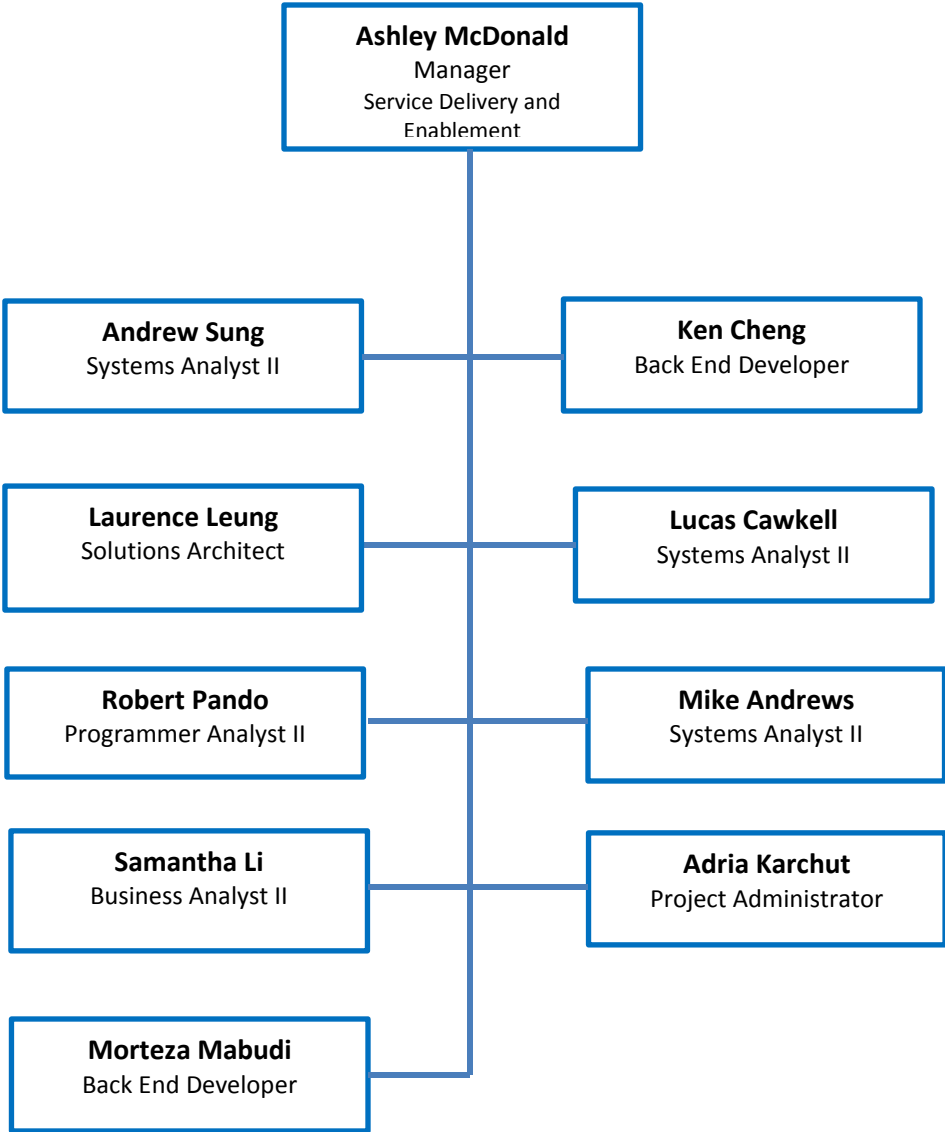 Ashley McDonald
Manager
Service Delivery and
Enablement
Andrew Sung
Systems Analyst II
Ken Cheng
Back End Developer
Laurence Leung
Solutions Architect
Lucas Cawkell
Systems Analyst II
Robert Pando
Programmer Analyst II
Mike Andrews
Systems Analyst II
Samantha Li
Business Analyst II
Adria Karchut
Project Administrator
Morteza Mabudi
Back End Developer